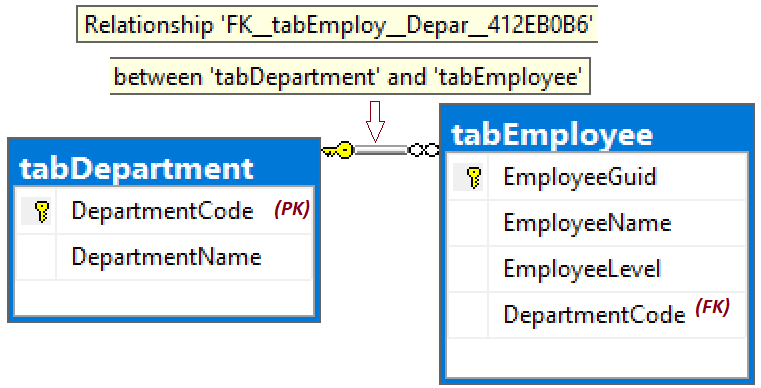 Relationship 'FK__tabEmploy__Depar__412EB0B6'
between 'tabDepartment' and 'tabEmployee'
tabDepartment
DepartmentCode (PK)
DepartmentName
tabEmployee
EmployeeGuid
EmployeeName
EmployeeLevel
DepartmentCode (FK)